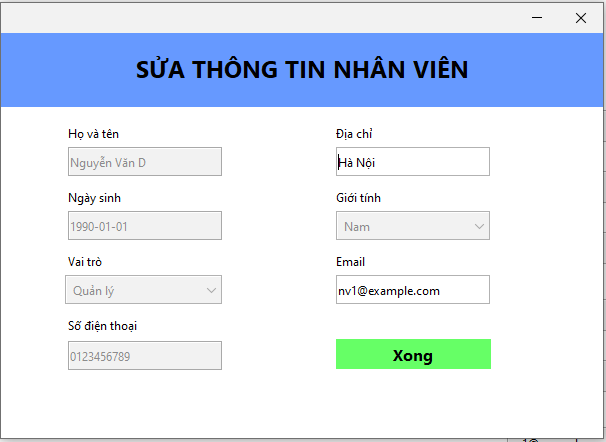 SỬA THÔNG TIN NHÂN VIÊN
Họ và tên
Địa chỉ
Nguyễn Văn D
Hà Nội
Ngày sinh
Giới tính
1990-01-01
Nam
Vai trò
Email
Quản lý
nv1@example.com
Số điện thoại
0123456789
Xong